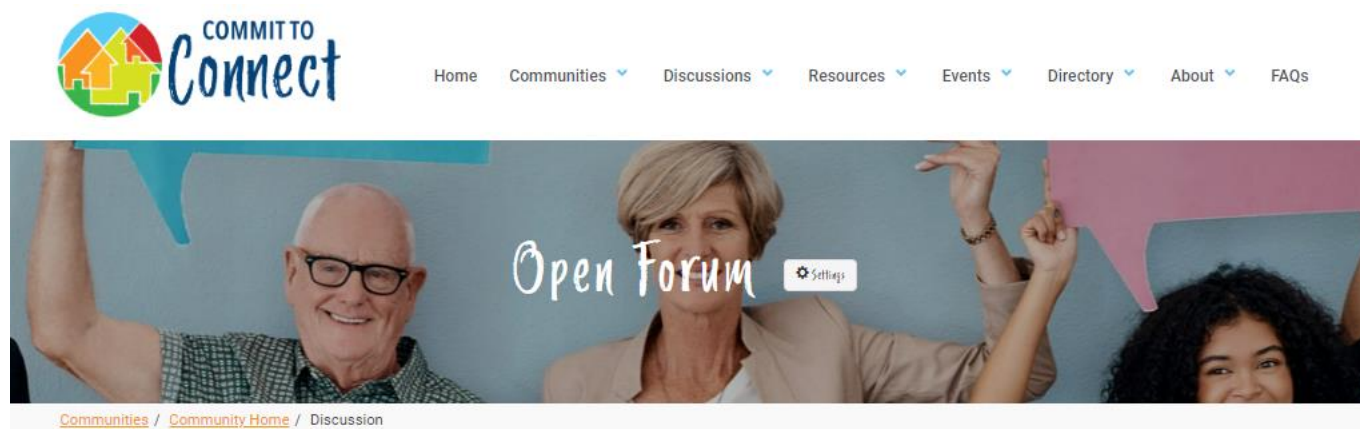 COMMIT TO
Connect
Home Communities Discussions Resources Events Directory About FAQs
Open Forum Settings
Communities / Community Home / Discussion